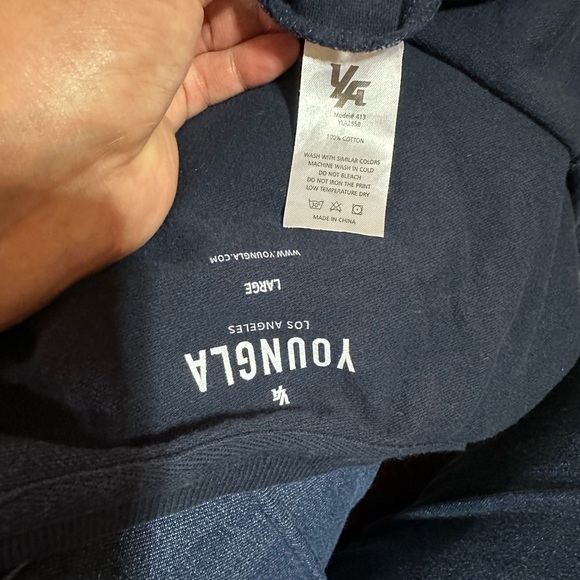 YA
Model# 413
YLA2858
100% COTTON
WASH WITH SIMILAR COLORS
MACHINE WASH IN COLD
DO NOT BLEACH
DO NOT IRON THE PRINT
LOW TEMPERATURE DRY
30°
MADE IN CHINA
YA
YOUNGLA
LOS ANGELES
LARGE
WWW.YOUNGLA.COM